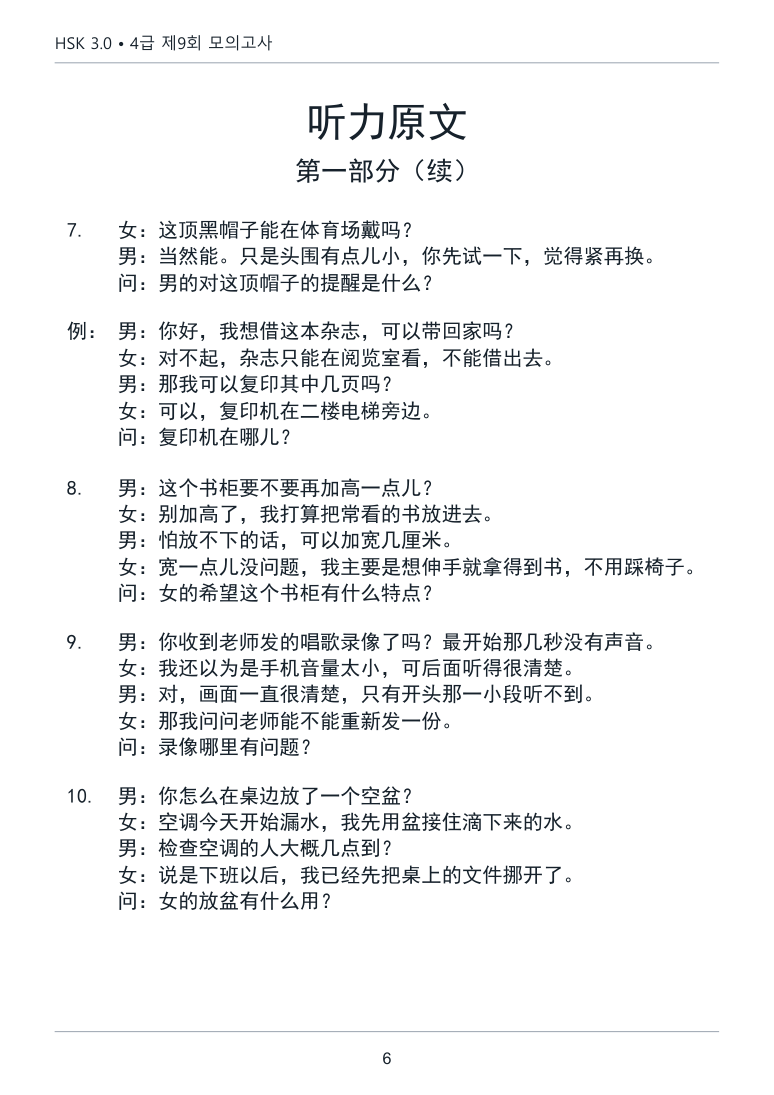 HSK 3.0 • 4급 제9회 모의고사
听力原文
第一部分（续）
7. 女：这顶黑帽子能在体育场戴吗？
男：当然能。只是头围有点儿小，你先试一下，觉得紧再换。
问：男的对这顶帽子的提醒是什么？
例： 男：你好，我想借这本杂志，可以带回家吗？
女：对不起，杂志只能在阅览室看，不能借出去。
男：那我可以复印其中几页吗？
女：可以，复印机在二楼电梯旁边。
问：复印机在哪儿？
8. 男：这个书柜要不要再加高一点儿？
女：别加高了，我打算把常看的书放进去。
男：怕放不下的话，可以加宽几厘米。
女：宽一点儿没问题，我主要是想伸手就拿得到书，不用踩椅子。
问：女的希望这个书柜有什么特点？
9. 男：你收到老师发的唱歌录像了吗？最开始那几秒没有声音。
女：我还以为是手机音量太小，可后面听得很清楚。
男：对，画面一直很清楚，只有开头那一小段听不到。
女：那我问问老师能不能重新发一份。
问：录像哪里有问题？
10. 男：你怎么在桌边放了一个空盆？
女：空调今天开始漏水，我先用盆接住滴下来的水。
男：检查空调的人大概几点到？
女：说是下班以后，我已经先把桌上的文件挪开了。
问：女的放盆有什么用？
6